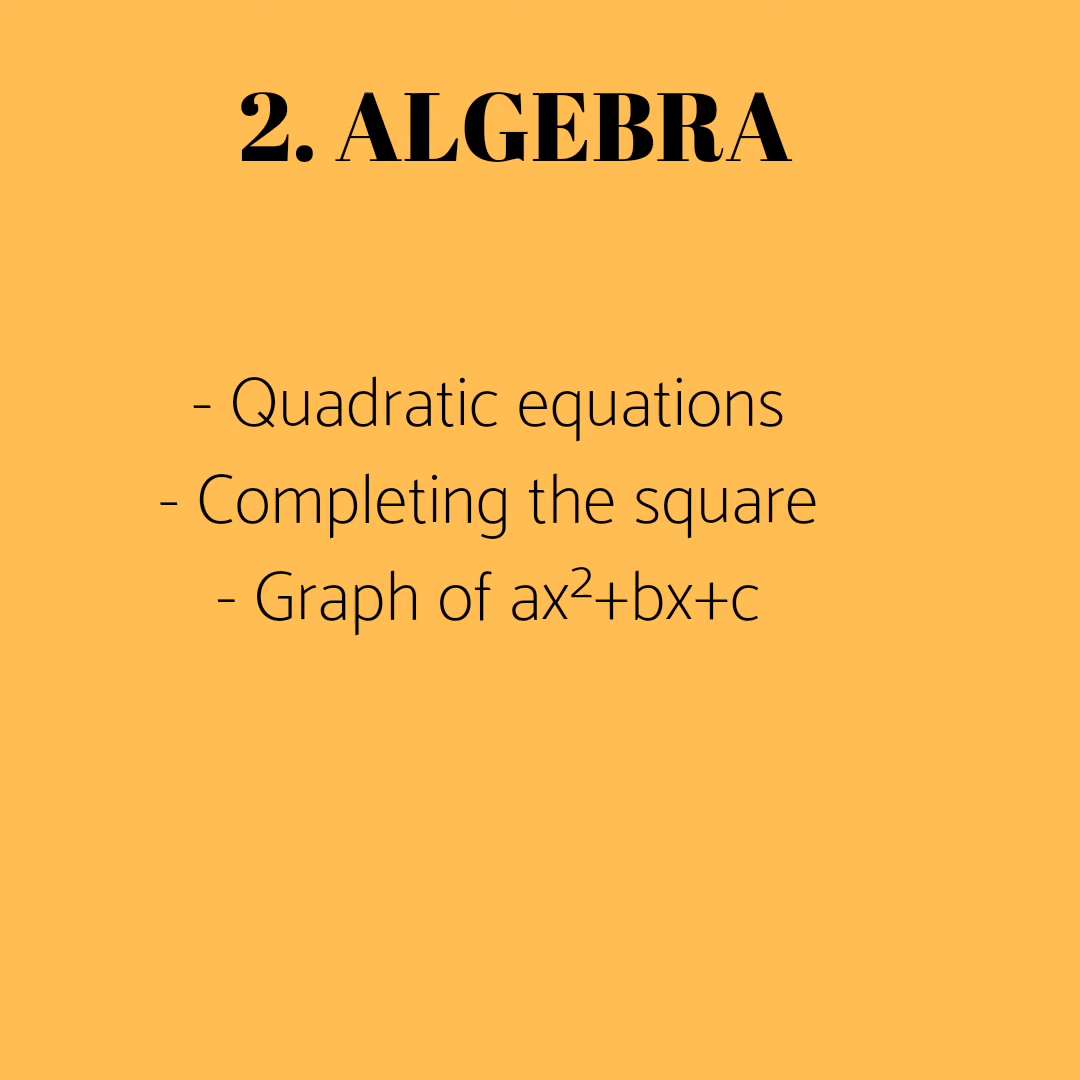 2. ALGEBRA
- Quadratic equations
- Completing the square
- Graph of ax²+bx+c